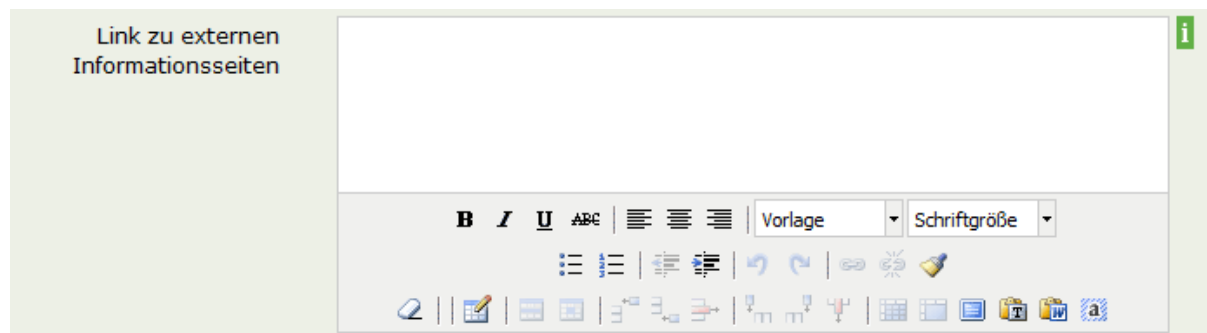 Link zu externen
Informationsseiten
i
B I U ABC Vorlage Schriftgröße
T W a